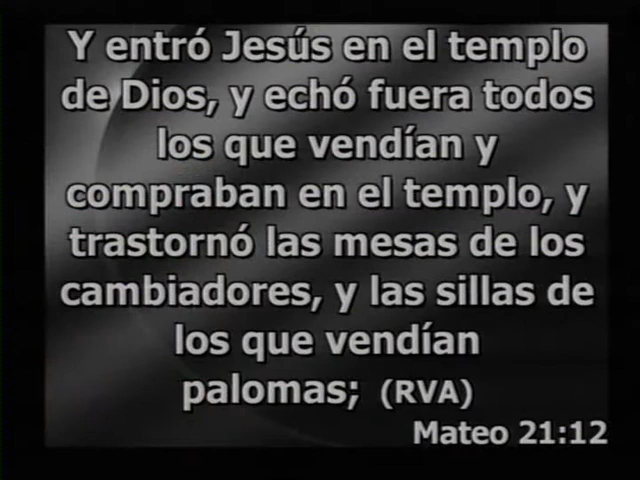 Y entró Jesús en el templo
de Dios, y echó fuera todos
los que vendían y
compraban en el templo, y
trastornó las mesas de los
cambiadores, y las sillas de
los que vendían
palomas; (RVA)
Mateo 21:12